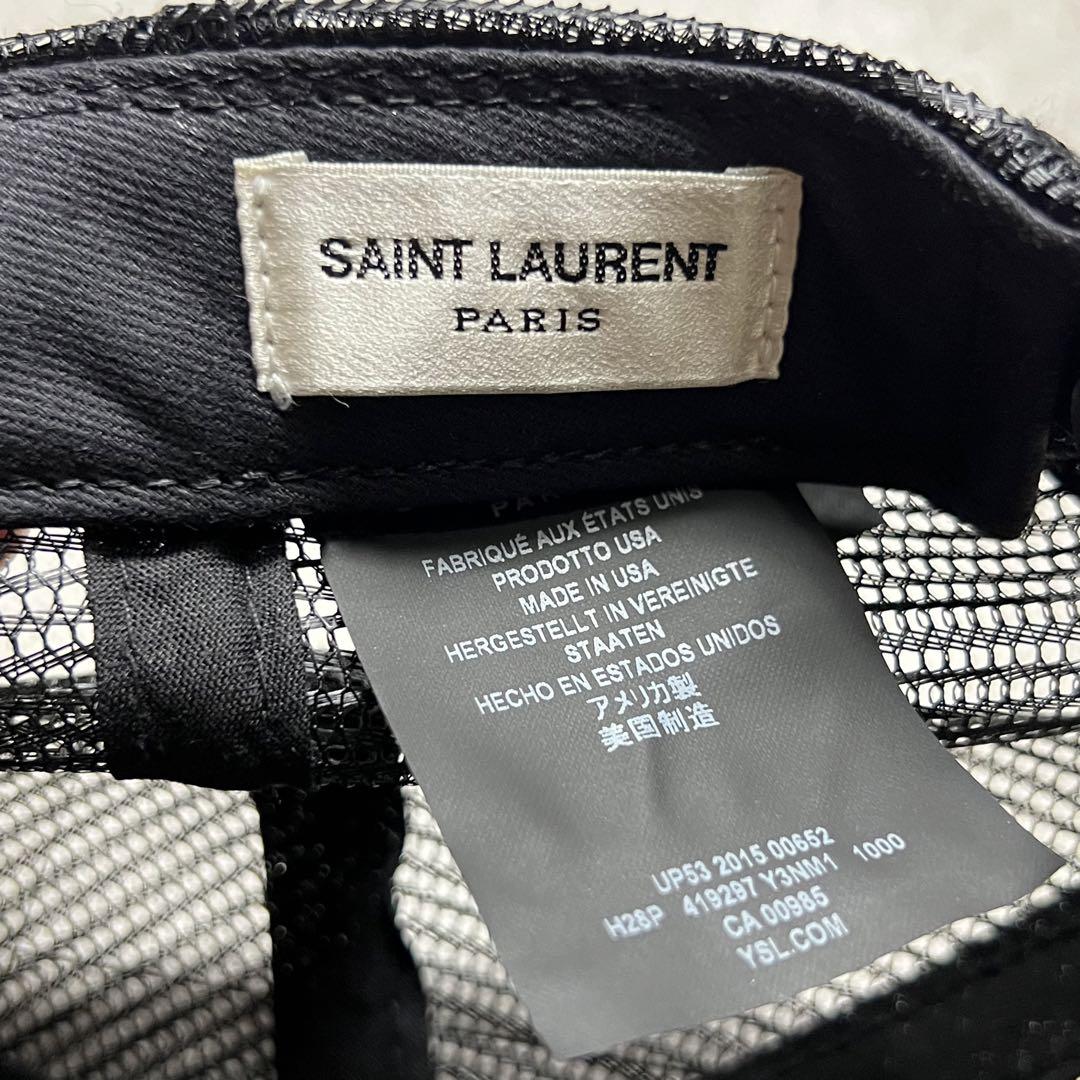 SAINT LAURENT
PARIS
FABRIQUÉ AUX ÉTATS UNIS
PRODOTTO USA
MADE IN USA
HERGESTELLT IN VEREINIGTE
STAATEN
HECHO EN ESTADOS UNIDOS
アメリカ製
美国制造
UP53 2015 00652
H28P 419297 Y3NM1 1000
CA 00985
YSL.COM